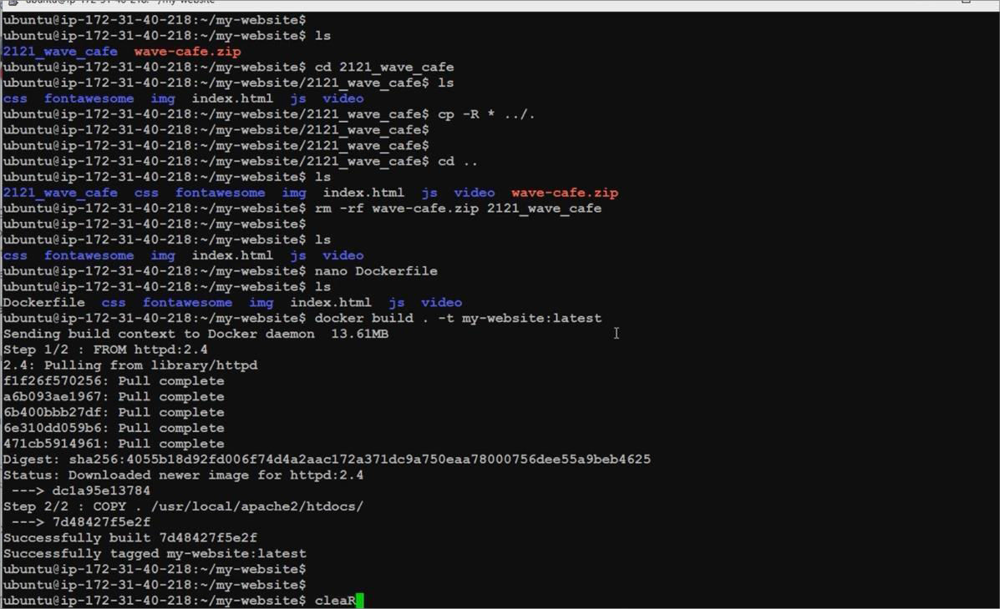 ubuntu@ip-172-31-40-218: ~/my-website
ubuntu@ip-172-31-40-218:~/my-website$
ubuntu@ip-172-31-40-218:~/my-website$ ls
2121_wave_cafe  wave-cafe.zip
ubuntu@ip-172-31-40-218:~/my-website$ cd 2121_wave_cafe
ubuntu@ip-172-31-40-218:~/my-website/2121_wave_cafe$ ls
css  fontawesome  img  index.html  js  video
ubuntu@ip-172-31-40-218:~/my-website/2121_wave_cafe$ cp -R * ../.
ubuntu@ip-172-31-40-218:~/my-website/2121_wave_cafe$
ubuntu@ip-172-31-40-218:~/my-website/2121_wave_cafe$
ubuntu@ip-172-31-40-218:~/my-website/2121_wave_cafe$ cd ..
ubuntu@ip-172-31-40-218:~/my-website$ ls
2121_wave_cafe  css  fontawesome  img  index.html  js  video  wave-cafe.zip
ubuntu@ip-172-31-40-218:~/my-website$ rm -rf wave-cafe.zip 2121_wave_cafe
ubuntu@ip-172-31-40-218:~/my-website$
ubuntu@ip-172-31-40-218:~/my-website$ ls
css  fontawesome  img  index.html  js  video
ubuntu@ip-172-31-40-218:~/my-website$ nano Dockerfile
ubuntu@ip-172-31-40-218:~/my-website$ ls
Dockerfile  css  fontawesome  img  index.html  js  video
ubuntu@ip-172-31-40-218:~/my-website$ docker build . -t my-website:latest
Sending build context to Docker daemon  13.61MB
Step 1/2 : FROM httpd:2.4
2.4: Pulling from library/httpd
f1f26f570256: Pull complete
a6b093ae1967: Pull complete
6b400bbb27df: Pull complete
6e310dd059b6: Pull complete
471cb5914961: Pull complete
Digest: sha256:4055b18d92fd006f74d4a2aac172a371dc9a750eaa78000756dee55a9beb4625
Status: Downloaded newer image for httpd:2.4
 ---> dc1a95e13784
Step 2/2 : COPY . /usr/local/apache2/htdocs/
 ---> 7d48427f5e2f
Successfully built 7d48427f5e2f
Successfully tagged my-website:latest
ubuntu@ip-172-31-40-218:~/my-website$
ubuntu@ip-172-31-40-218:~/my-website$
ubuntu@ip-172-31-40-218:~/my-website$ cleaR